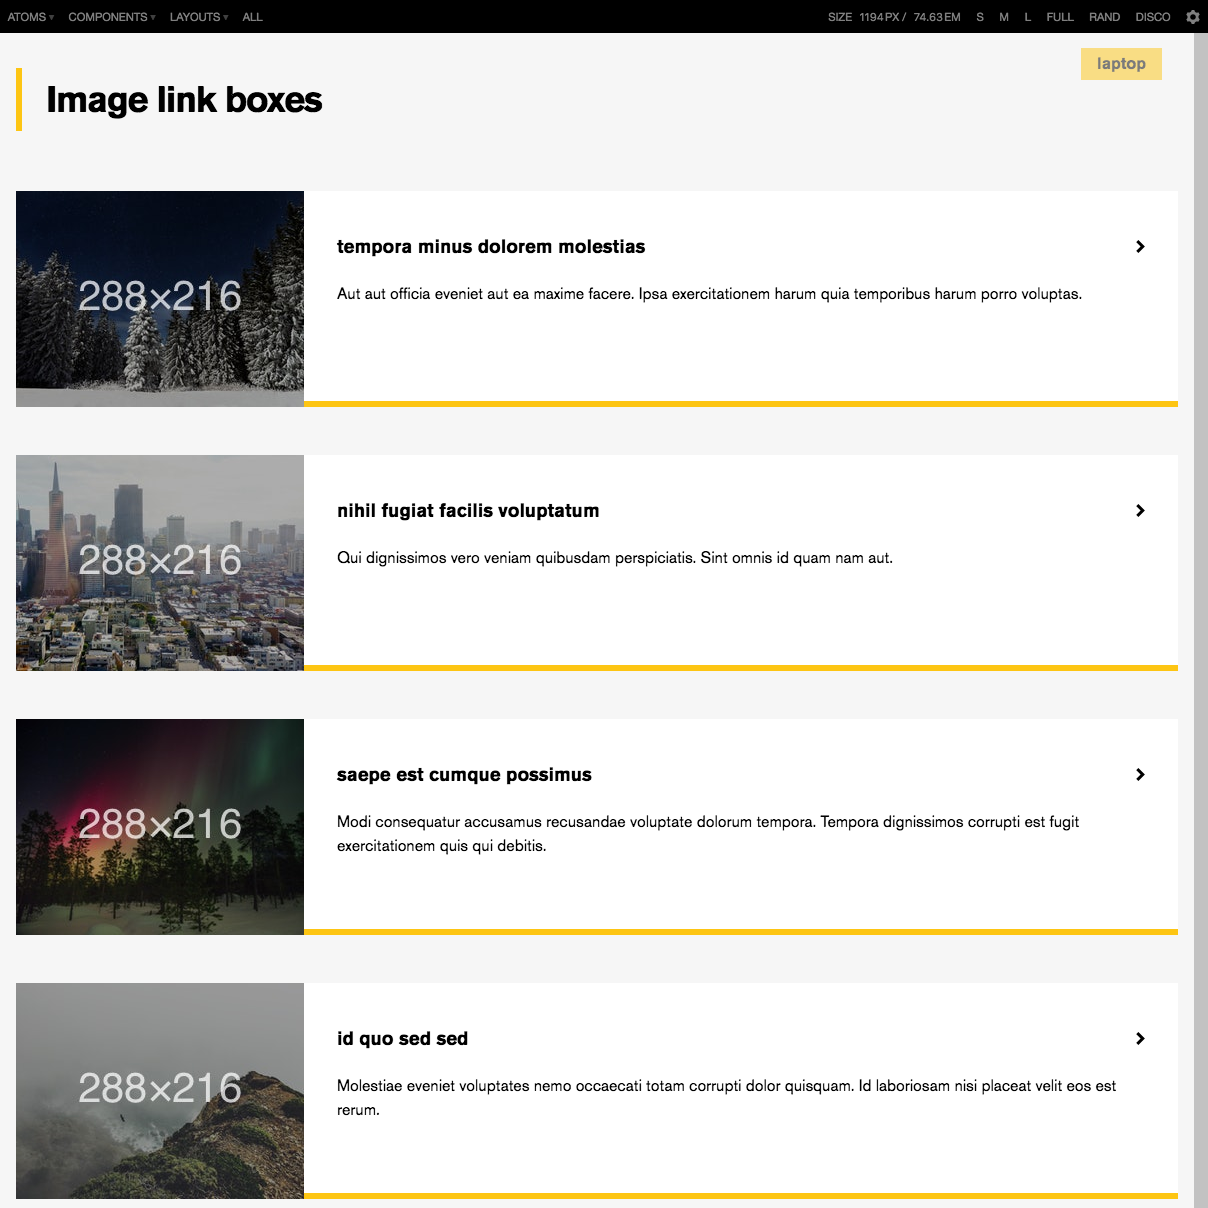 ATOMS ▾ COMPONENTS ▾ LAYOUTS ▾ ALL SIZE 1194PX / 74.63EM S M L FULL RAND DISCO
laptop
Image link boxes
288×216
tempora minus dolorem molestias
Aut aut officia eveniet aut ea maxime facere. Ipsa exercitationem harum quia temporibus harum porro voluptas.
288×216
nihil fugiat facilis voluptatum
Qui dignissimos vero veniam quibusdam perspiciatis. Sint omnis id quam nam aut.
288×216
saepe est cumque possimus
Modi consequatur accusamus recusandae voluptate dolorum tempora. Tempora dignissimos corrupti est fugit
exercitationem quis qui debitis.
288×216
id quo sed sed
Molestiae eveniet voluptates nemo occaecati totam corrupti dolor quisquam. Id laboriosam nisi placeat velit eos est
rerum.